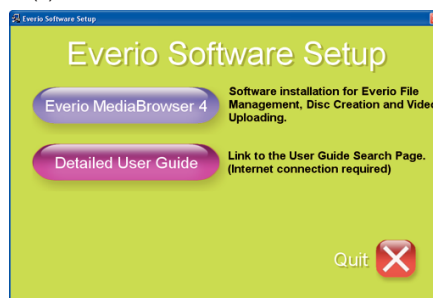 Everio Software Setup
Everio Software Setup
Everio MediaBrowser 4
Software installation for Everio File
Management, Disc Creation and Video
Uploading.
Detailed User Guide
Link to the User Guide Search Page.
(Internet connection required)
Quit